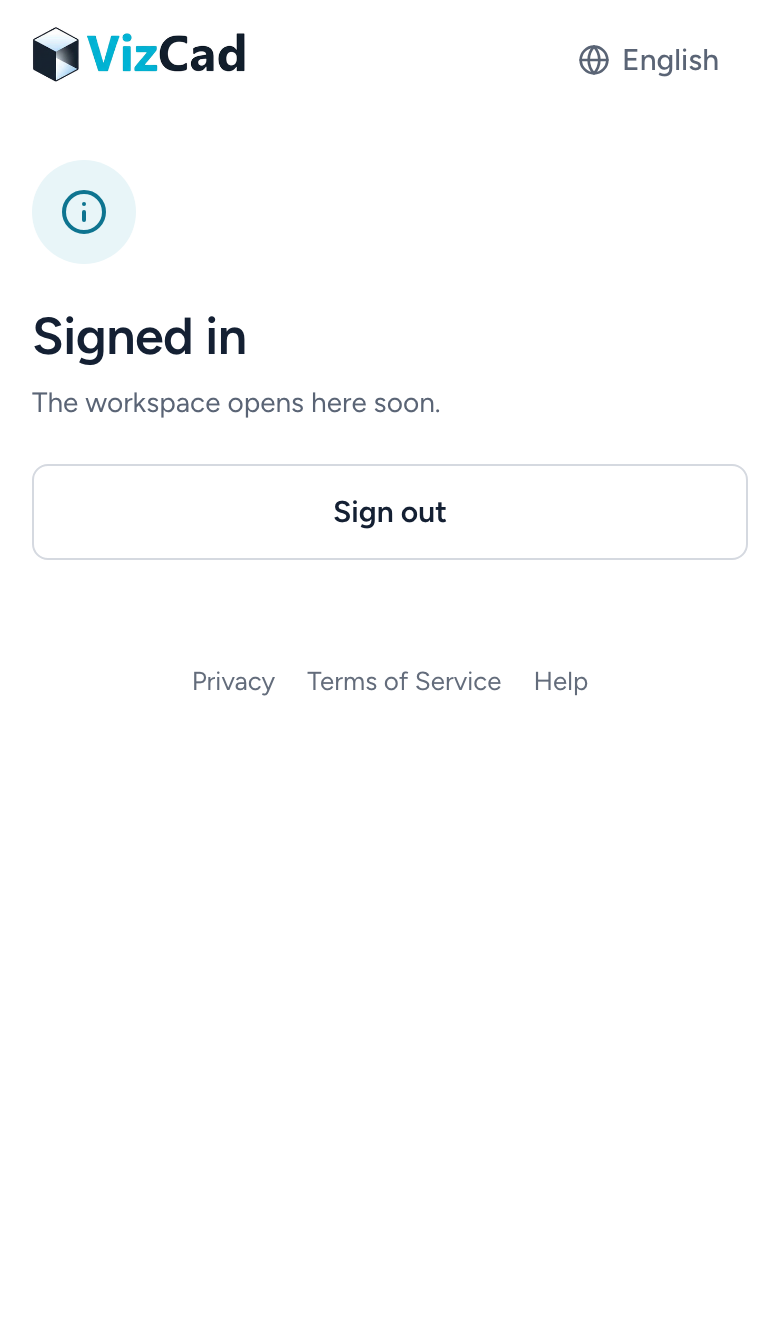 VizCad
English
Signed in
The workspace opens here soon.
Sign out
Privacy Terms of Service Help